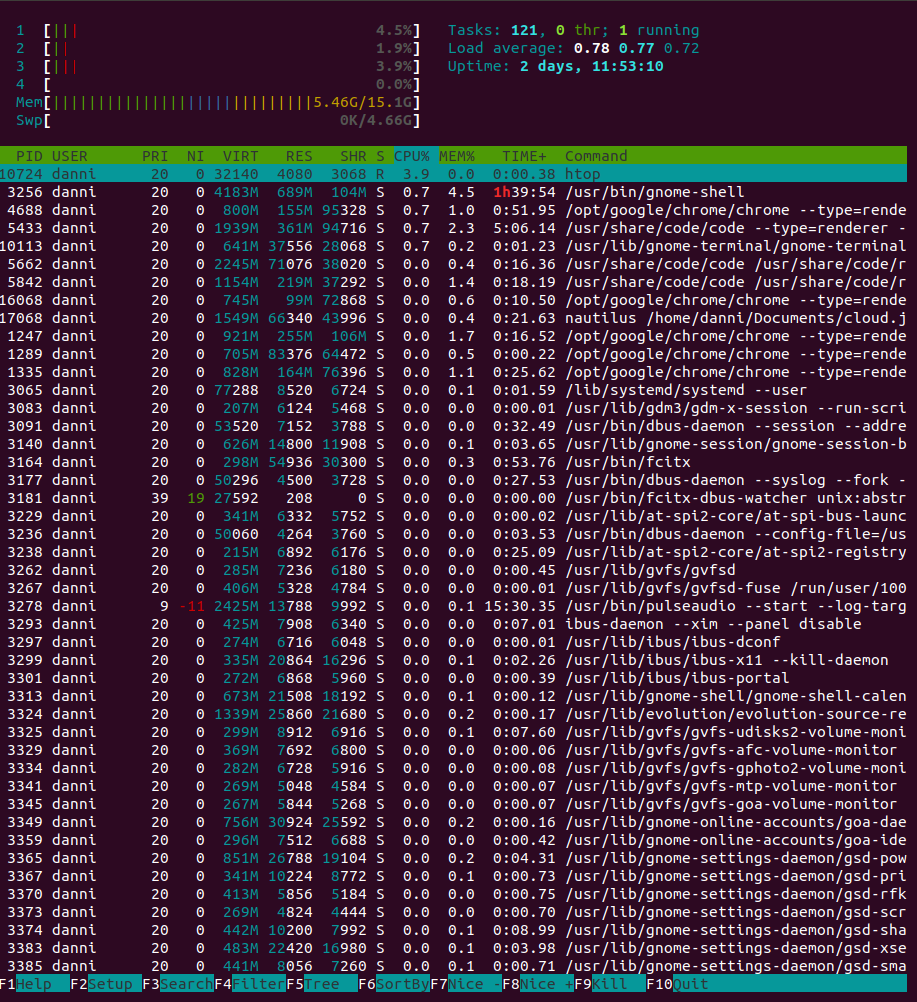 1 [||| 4.5%] Tasks: 121, 0 thr; 1 running
2 [|| 1.9%] Load average: 0.78 0.77 0.72
3 [||| 3.9%] Uptime: 2 days, 11:53:10
4 [ 0.0%]
Mem[|||||||||||||||||||||||||||||5.46G/15.1G]
Swp[ 0K/4.66G]
PID USER PRI NI VIRT RES SHR S CPU% MEM% TIME+ Command
10724 danni 20 0 32140 4080 3068 R 3.9 0.0 0:00.38 htop
3256 danni 20 0 4183M 689M 104M S 0.7 4.5 1h39:54 /usr/bin/gnome-shell
4688 danni 20 0 800M 155M 95328 S 0.7 1.0 0:51.95 /opt/google/chrome/chrome --type=rende
5433 danni 20 0 1939M 361M 94716 S 0.7 2.3 5:06.14 /usr/share/code/code --type=renderer -
10113 danni 20 0 641M 37556 28068 S 0.7 0.2 0:01.23 /usr/lib/gnome-terminal/gnome-terminal
5662 danni 20 0 2245M 71076 38020 S 0.0 0.4 0:16.36 /usr/share/code/code /usr/share/code/r
5842 danni 20 0 1154M 219M 37292 S 0.0 1.4 0:18.19 /usr/share/code/code /usr/share/code/r
16068 danni 20 0 745M 99M 72868 S 0.0 0.6 0:10.50 /opt/google/chrome/chrome --type=rende
17068 danni 20 0 1549M 66340 43996 S 0.0 0.4 0:21.63 nautilus /home/danni/Documents/cloud.j
1247 danni 20 0 921M 255M 106M S 0.0 1.7 0:16.52 /opt/google/chrome/chrome --type=rende
1289 danni 20 0 705M 83376 64472 S 0.0 0.5 0:00.22 /opt/google/chrome/chrome --type=rende
1335 danni 20 0 828M 164M 76396 S 0.0 1.1 0:25.62 /opt/google/chrome/chrome --type=rende
3065 danni 20 0 77288 8520 6724 S 0.0 0.1 0:01.59 /lib/systemd/systemd --user
3083 danni 20 0 207M 6124 5468 S 0.0 0.0 0:00.01 /usr/lib/gdm3/gdm-x-session --run-scri
3091 danni 20 0 53520 7152 3788 S 0.0 0.0 0:32.49 /usr/bin/dbus-daemon --session --addre
3140 danni 20 0 626M 14800 11908 S 0.0 0.1 0:03.65 /usr/lib/gnome-session/gnome-session-b
3164 danni 20 0 298M 54936 30300 S 0.0 0.3 0:53.76 /usr/bin/fcitx
3177 danni 20 0 50296 4500 3728 S 0.0 0.0 0:27.53 /usr/bin/dbus-daemon --syslog --fork -
3181 danni 39 19 27592 208 0 S 0.0 0.0 0:00.00 /usr/bin/fcitx-dbus-watcher unix:abstr
3229 danni 20 0 341M 6332 5752 S 0.0 0.0 0:00.02 /usr/lib/at-spi2-core/at-spi-bus-launc
3236 danni 20 0 50060 4264 3760 S 0.0 0.0 0:03.53 /usr/bin/dbus-daemon --config-file=/us
3238 danni 20 0 215M 6892 6176 S 0.0 0.0 0:25.09 /usr/lib/at-spi2-core/at-spi2-registry
3262 danni 20 0 285M 7236 6180 S 0.0 0.0 0:00.45 /usr/lib/gvfs/gvfsd
3267 danni 20 0 406M 5328 4784 S 0.0 0.0 0:00.01 /usr/lib/gvfs/gvfsd-fuse /run/user/100
3278 danni 9 -11 2425M 13788 9992 S 0.0 0.1 15:30.35 /usr/bin/pulseaudio --start --log-targ
3293 danni 20 0 425M 7908 6340 S 0.0 0.0 0:07.01 ibus-daemon --xim --panel disable
3297 danni 20 0 274M 6716 6048 S 0.0 0.0 0:00.01 /usr/lib/ibus/ibus-dconf
3299 danni 20 0 335M 20864 16296 S 0.0 0.1 0:02.26 /usr/lib/ibus/ibus-x11 --kill-daemon
3301 danni 20 0 272M 6868 5960 S 0.0 0.0 0:00.39 /usr/lib/ibus/ibus-portal
3313 danni 20 0 673M 21508 18192 S 0.0 0.1 0:00.12 /usr/lib/gnome-shell/gnome-shell-calen
3324 danni 20 0 1339M 25860 21680 S 0.0 0.2 0:00.17 /usr/lib/evolution/evolution-source-re
3325 danni 20 0 299M 8912 6916 S 0.0 0.1 0:07.60 /usr/lib/gvfs/gvfs-udisks2-volume-moni
3329 danni 20 0 369M 7692 6800 S 0.0 0.0 0:00.06 /usr/lib/gvfs/gvfs-afc-volume-monitor
3334 danni 20 0 282M 6728 5916 S 0.0 0.0 0:00.08 /usr/lib/gvfs/gvfs-gphoto2-volume-moni
3341 danni 20 0 269M 5048 4584 S 0.0 0.0 0:00.07 /usr/lib/gvfs/gvfs-mtp-volume-monitor
3345 danni 20 0 267M 5844 5268 S 0.0 0.0 0:00.07 /usr/lib/gvfs/gvfs-goa-volume-monitor
3349 danni 20 0 756M 30924 25592 S 0.0 0.2 0:00.16 /usr/lib/gnome-online-accounts/goa-dae
3359 danni 20 0 296M 7512 6688 S 0.0 0.0 0:00.42 /usr/lib/gnome-online-accounts/goa-ide
3365 danni 20 0 851M 26788 19104 S 0.0 0.2 0:04.31 /usr/lib/gnome-settings-daemon/gsd-pow
3367 danni 20 0 341M 10224 8772 S 0.0 0.1 0:00.73 /usr/lib/gnome-settings-daemon/gsd-pri
3370 danni 20 0 413M 5856 5184 S 0.0 0.0 0:00.75 /usr/lib/gnome-settings-daemon/gsd-rfk
3373 danni 20 0 269M 4824 4444 S 0.0 0.0 0:00.70 /usr/lib/gnome-settings-daemon/gsd-scr
3374 danni 20 0 442M 10200 7992 S 0.0 0.1 0:08.99 /usr/lib/gnome-settings-daemon/gsd-sha
3383 danni 20 0 483M 22420 16980 S 0.0 0.1 0:03.98 /usr/lib/gnome-settings-daemon/gsd-xse
3385 danni 20 0 441M 8056 7260 S 0.0 0.1 0:00.71 /usr/lib/gnome-settings-daemon/gsd-sma
F1Help F2Setup F3SearchF4FilterF5Tree F6SortByF7Nice -F8Nice +F9Kill F10Quit